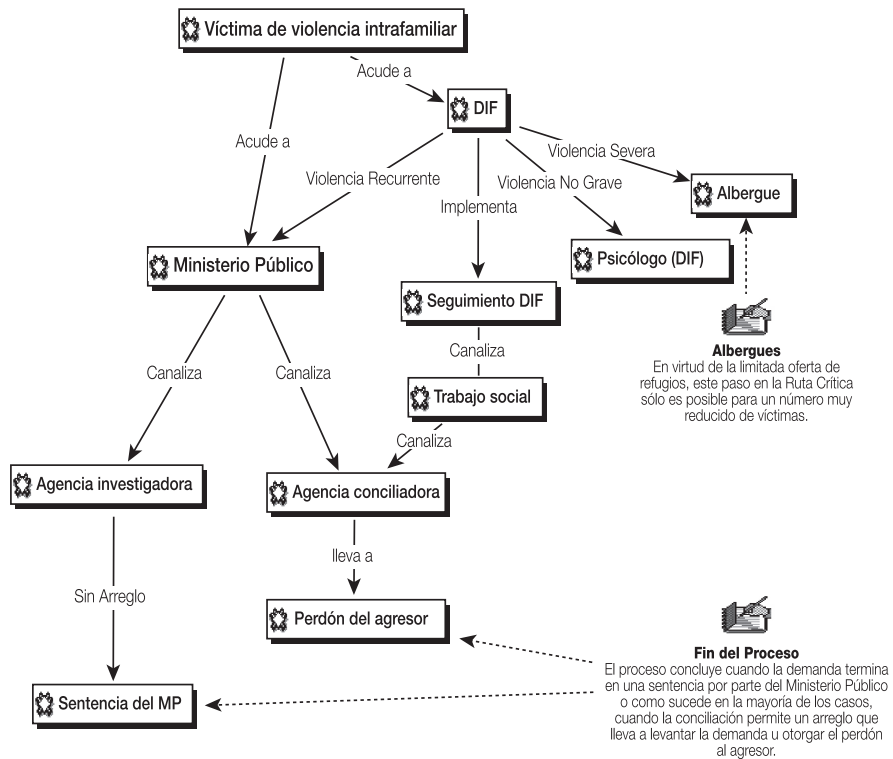 Víctima de violencia intrafamiliar
Acude a
DIF
Acude a
Violencia Severa
Violencia Recurrente
Violencia No Grave
Albergue
Implementa
Ministerio Público
Psicólogo (DIF)
Seguimiento DIF
Albergues
En virtud de la limitada oferta de
refugios, este paso en la Ruta Crítica
sólo es posible para un número muy
reducido de víctimas.
Canaliza
Canaliza
Canaliza
Trabajo social
Canaliza
Agencia investigadora
Agencia conciliadora
lleva a
Sin Arreglo
Perdón del agresor
Fin del Proceso
El proceso concluye cuando la demanda termina
en una sentencia por parte del Ministerio Público
o como sucede en la mayoría de los casos,
cuando la conciliación permite un arreglo que
lleva a levantar la demanda u otorgar el perdón
al agresor.
Sentencia del MP